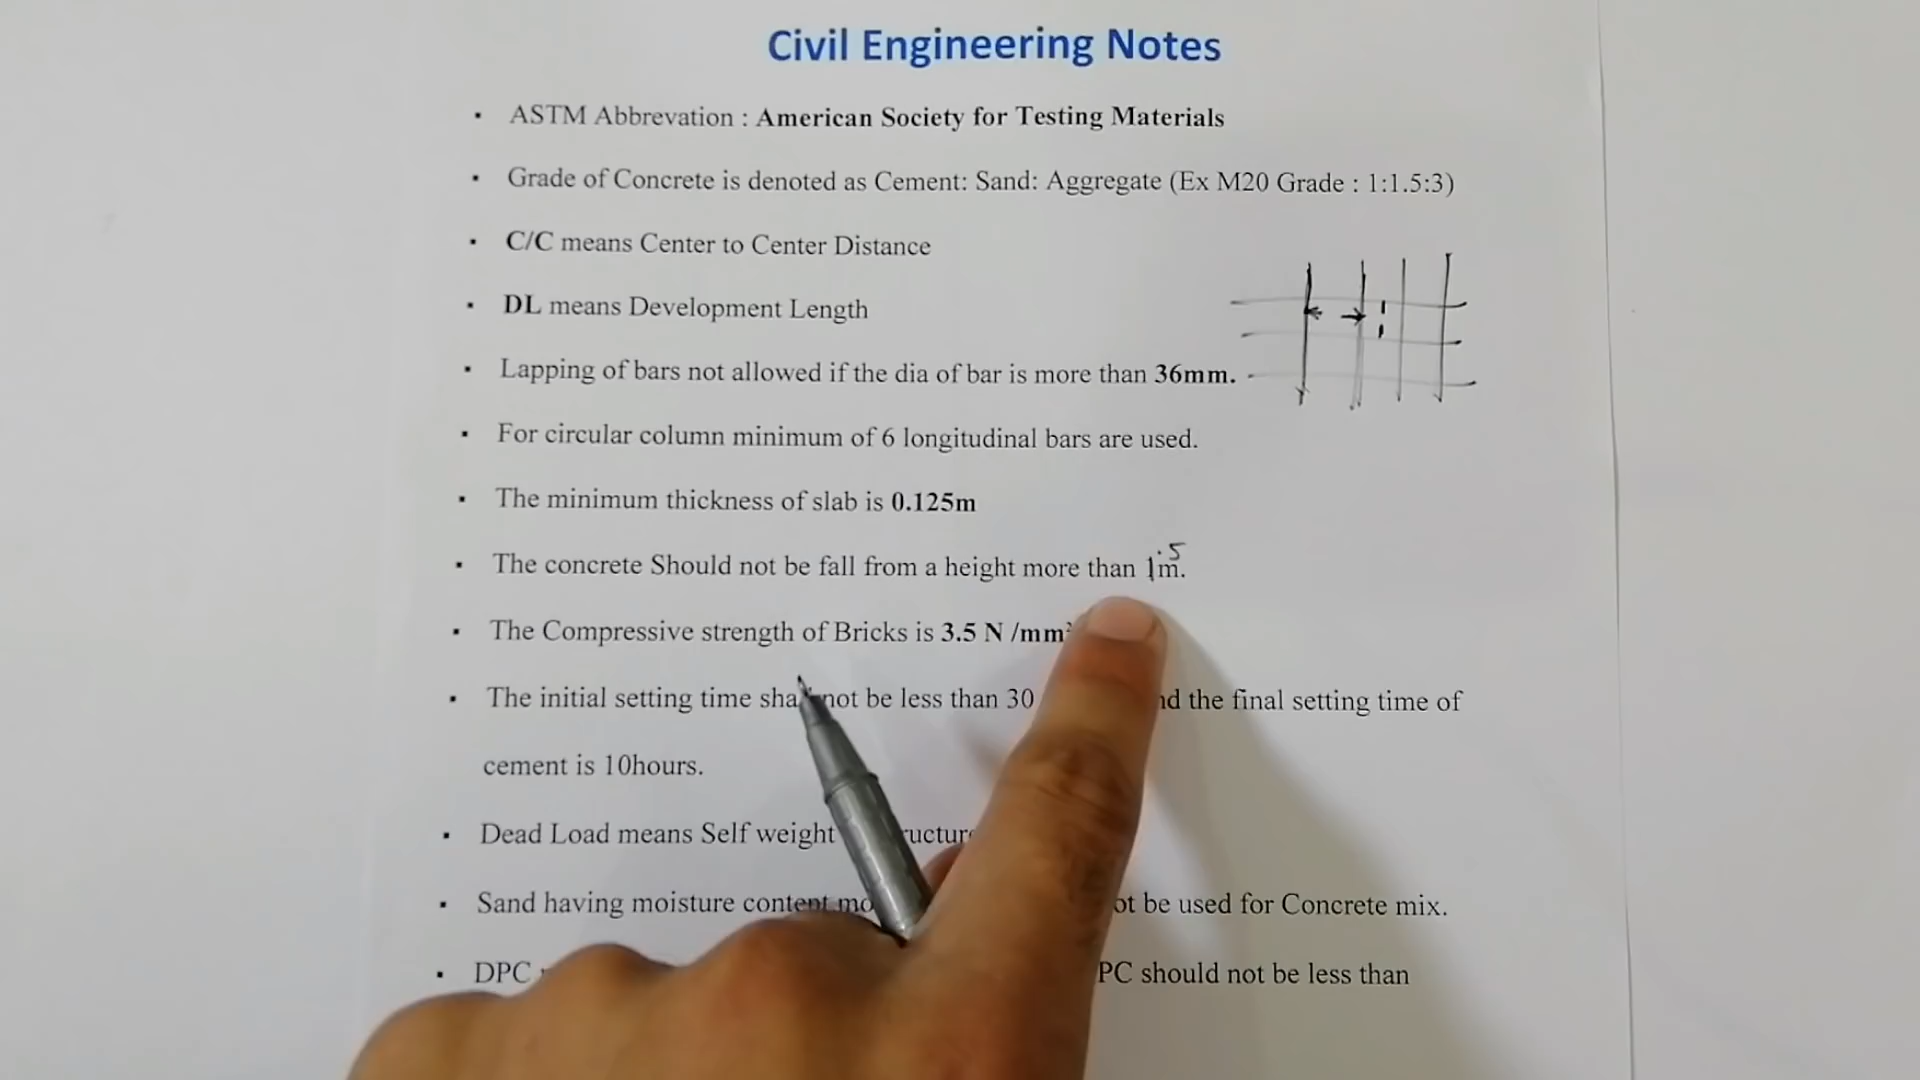 Civil Engineering Notes
▪ ASTM Abbrevation : American Society for Testing Materials
▪ Grade of Concrete is denoted as Cement: Sand: Aggregate (Ex M20 Grade : 1:1.5:3)
▪ C/C means Center to Center Distance
▪ DL means Development Length
▪ Lapping of bars not allowed if the dia of bar is more than 36mm.
▪ For circular column minimum of 6 longitudinal bars are used.
▪ The minimum thickness of slab is 0.125m
▪ The concrete Should not be fall from a height more than 1.5m.
▪ The Compressive strength of Bricks is 3.5 N /mm²
▪ The initial setting time not be less than 30 the final setting time of
cement is 10hours.
▪ Dead Load means Self weight
▪ Sand having moisture content be used for Concrete mix.
▪ DPC should not be less than